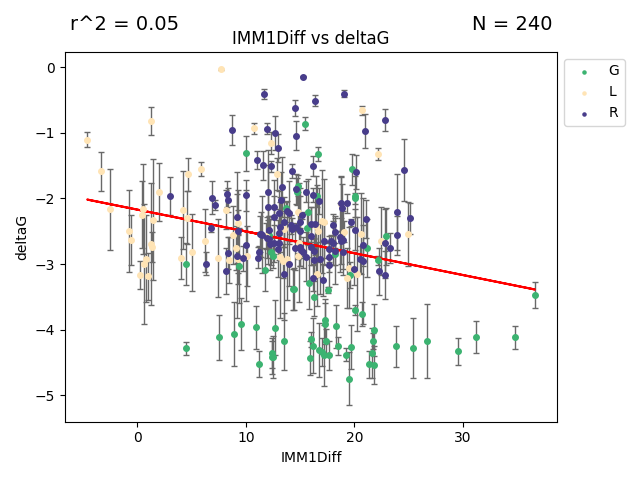 r^2 = 0.05
N = 240
IMM1Diff vs deltaG
G
L
R
deltaG
0
−1
−2
−3
−4
−5
0
10
20
30
IMM1Diff